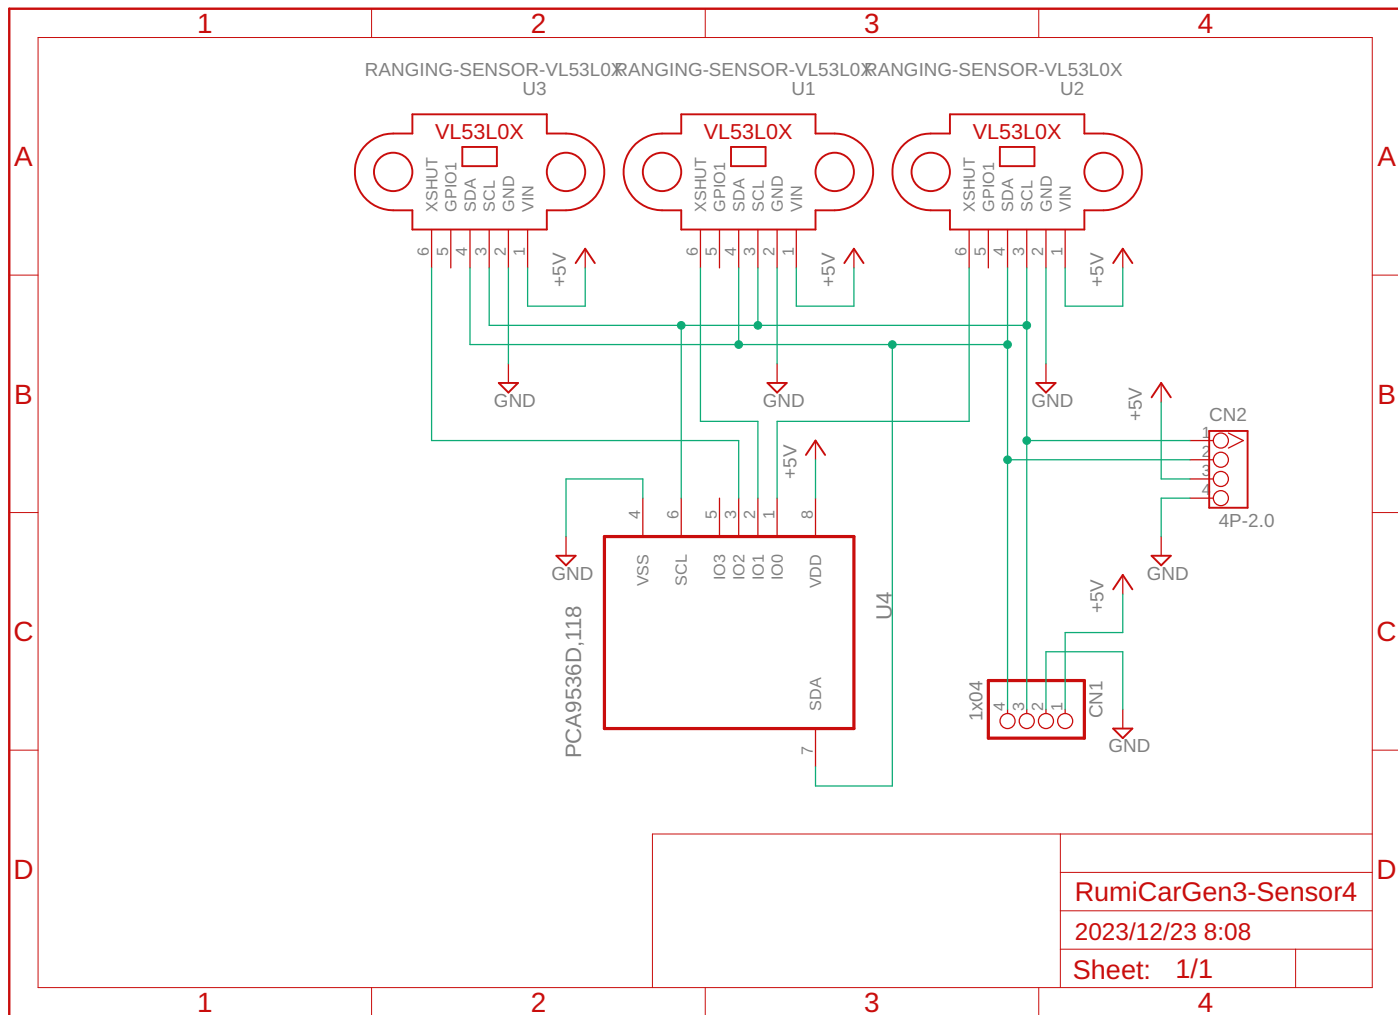 1 2 3 4
RANGING-SENSOR-VL53L0X RANGING-SENSOR-VL53L0X RANGING-SENSOR-VL53L0X
U3 U1 U2
VL53L0X VL53L0X VL53L0X
A A
XSHUT GPIO1 SDA SCL GND VIN XSHUT GPIO1 SDA SCL GND VIN XSHUT GPIO1 SDA SCL GND VIN
6 5 4 3 2 1 +5V 6 5 4 3 2 1 +5V 6 5 4 3 2 1 +5V
B B
GND GND GND
+5V
CN2
+5V
1
2
3
4
4P-2.0
4 6 5 3 2 1 8
VSS SCL IO3 IO2 IO1 IO0 VDD
GND GND
+5V
U4
C C
PCA9536D,118
SDA
1x04 4 3 2 1 CN1
7
GND
D D
RumiCarGen3-Sensor4
2023/12/23 8:08
Sheet: 1/1
1 2 3 4